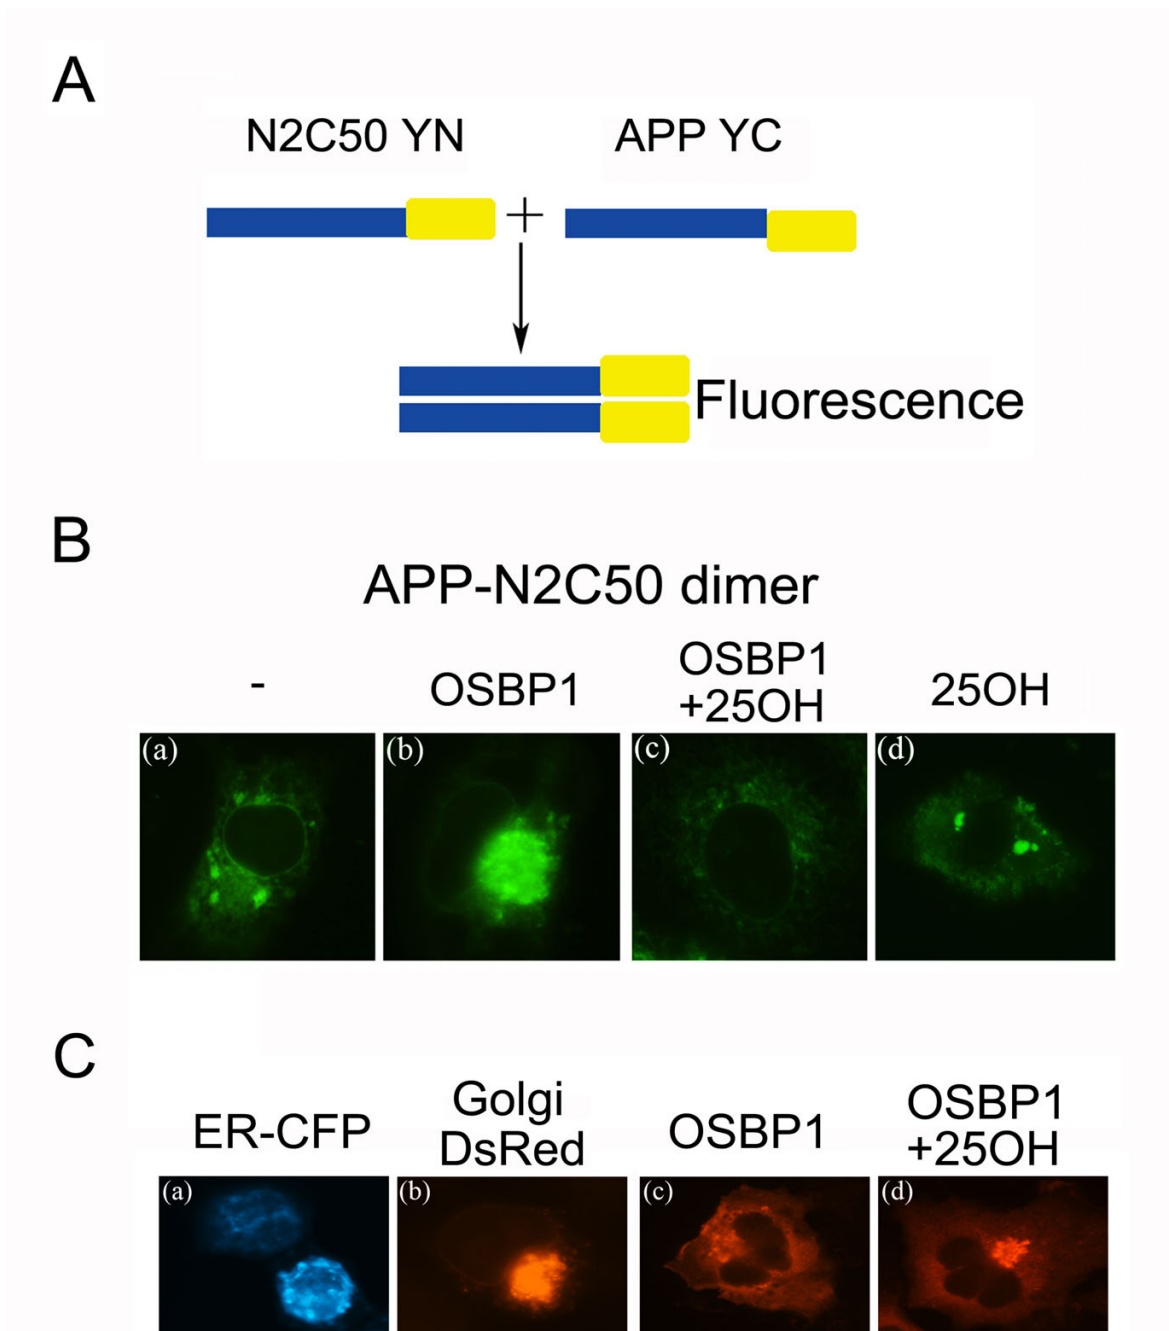 A
N2C50 YN
APP YC
+
Fluorescence
B
APP-N2C50 dimer
-
OSBP1
OSBP1
+25OH
25OH
(a)
(b)
(c)
(d)
C
ER-CFP
Golgi
DsRed
OSBP1
OSBP1
+25OH
(a)
(b)
(c)
(d)